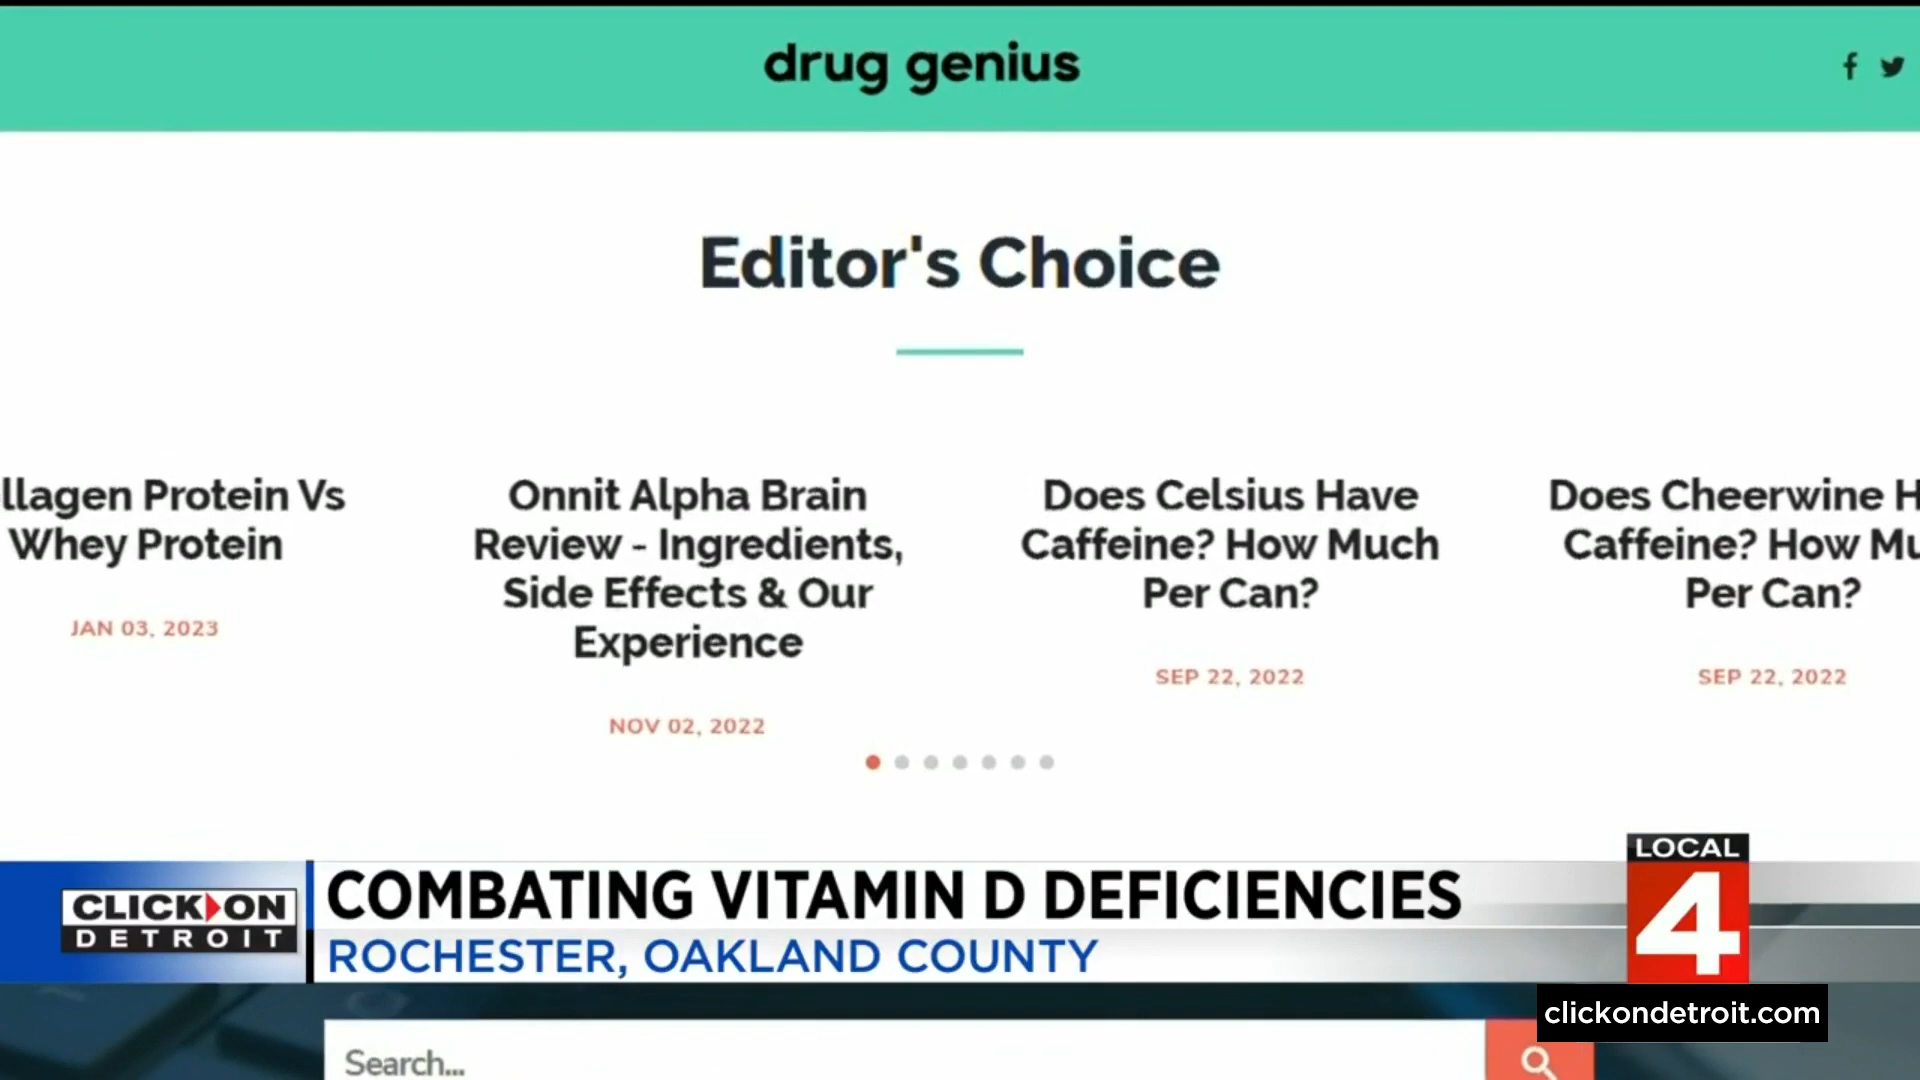 drug genius
Editor's Choice
llagen Protein Vs
Whey Protein
JAN 03, 2023
Onnit Alpha Brain
Review - Ingredients,
Side Effects & Our
Experience
NOV 02, 2022
Does Celsius Have
Caffeine? How Much
Per Can?
SEP 22, 2022
Does Cheerwine H
Caffeine? How Mu
Per Can?
SEP 22, 2022
CLICK ON
DETROIT
COMBATING VITAMIN D DEFICIENCIES
ROCHESTER, OAKLAND COUNTY
LOCAL
4
clickondetroit.com
Search...